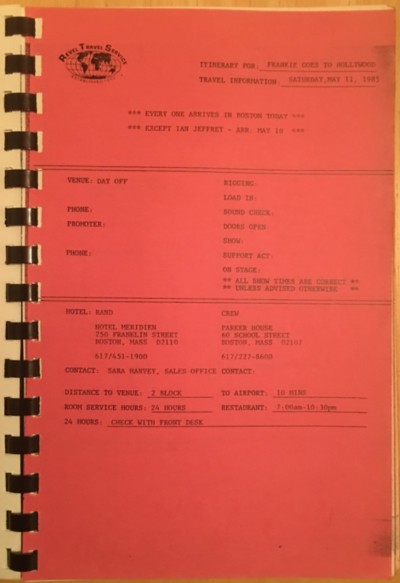 REVEL TRAVEL SERVICE
ITINERARY FOR: FRANKIE GOES TO HOLLYWOOD
TRAVEL INFORMATION: SATURDAY, MAY 11, 1985
*** EVERY ONE ARRIVES IN BOSTON TODAY ***
*** EXCEPT IAN JEFFREY - ARR. MAY 10 ***
VENUE: DAY OFF RIGGING:
LOAD IN:
PHONE: SOUND CHECK:
PROMOTER: DOORS OPEN:
SHOW:
PHONE: SUPPORT ACT:
ON STAGE:
** ALL SHOW TIMES ARE CORRECT **
** UNLESS ADVISED OTHERWISE **
HOTEL: BAND CREW
HOTEL MERIDIEN PARKER HOUSE
250 FRANKLIN STREET 60 SCHOOL STREET
BOSTON, MASS 02110 BOSTON, MASS 02107
617/451-1900 617/227-8600
CONTACT: SARA HARVEY, SALES OFFICE CONTACT:
DISTANCE TO VENUE: 2 BLOCK TO AIRPORT: 10 MINS
ROOM SERVICE HOURS: 24 HOURS RESTAURANT: 7:00am-10:30pm
24 HOURS: CHECK WITH FRONT DESK